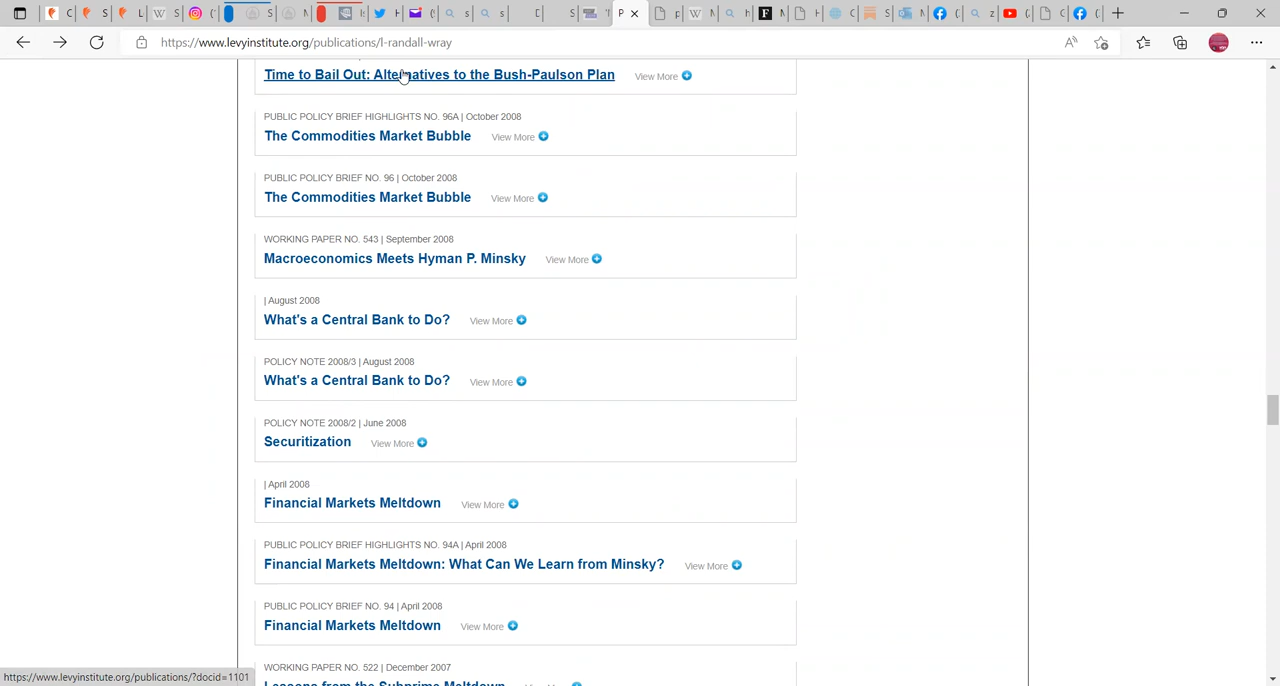 https://www.levyinstitute.org/publications/l-randall-wray
Time to Bail Out: Alternatives to the Bush-Paulson Plan View More
PUBLIC POLICY BRIEF HIGHLIGHTS NO. 96A | October 2008
The Commodities Market Bubble View More
PUBLIC POLICY BRIEF NO. 96 | October 2008
The Commodities Market Bubble View More
WORKING PAPER NO. 543 | September 2008
Macroeconomics Meets Hyman P. Minsky View More
| August 2008
What's a Central Bank to Do? View More
POLICY NOTE 2008/3 | August 2008
What's a Central Bank to Do? View More
POLICY NOTE 2008/2 | June 2008
Securitization View More
| April 2008
Financial Markets Meltdown View More
PUBLIC POLICY BRIEF HIGHLIGHTS NO. 94A | April 2008
Financial Markets Meltdown: What Can We Learn from Minsky? View More
PUBLIC POLICY BRIEF NO. 94 | April 2008
Financial Markets Meltdown View More
WORKING PAPER NO. 522 | December 2007
Lessons from the Subprime Meltdown
https://www.levyinstitute.org/publications/?docid=1101